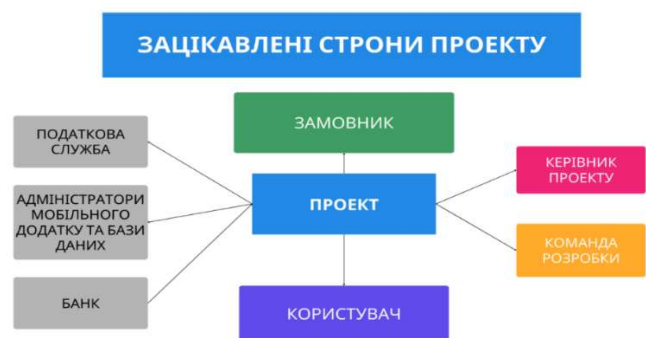 ЗАЦІКАВЛЕНІ СТРОНИ ПРОЕКТУ
ЗАМОВНИК
ПОДАТКОВА
СЛУЖБА
КЕРІВНИК
ПРОЕКТУ
АДМІНІСТРАТОРИ
МОБІЛЬНОГО
ДОДАТКУ ТА БАЗИ
ДАНИХ
ПРОЕКТ
КОМАНДА
РОЗРОБКИ
БАНК
КОРИСТУВАЧ